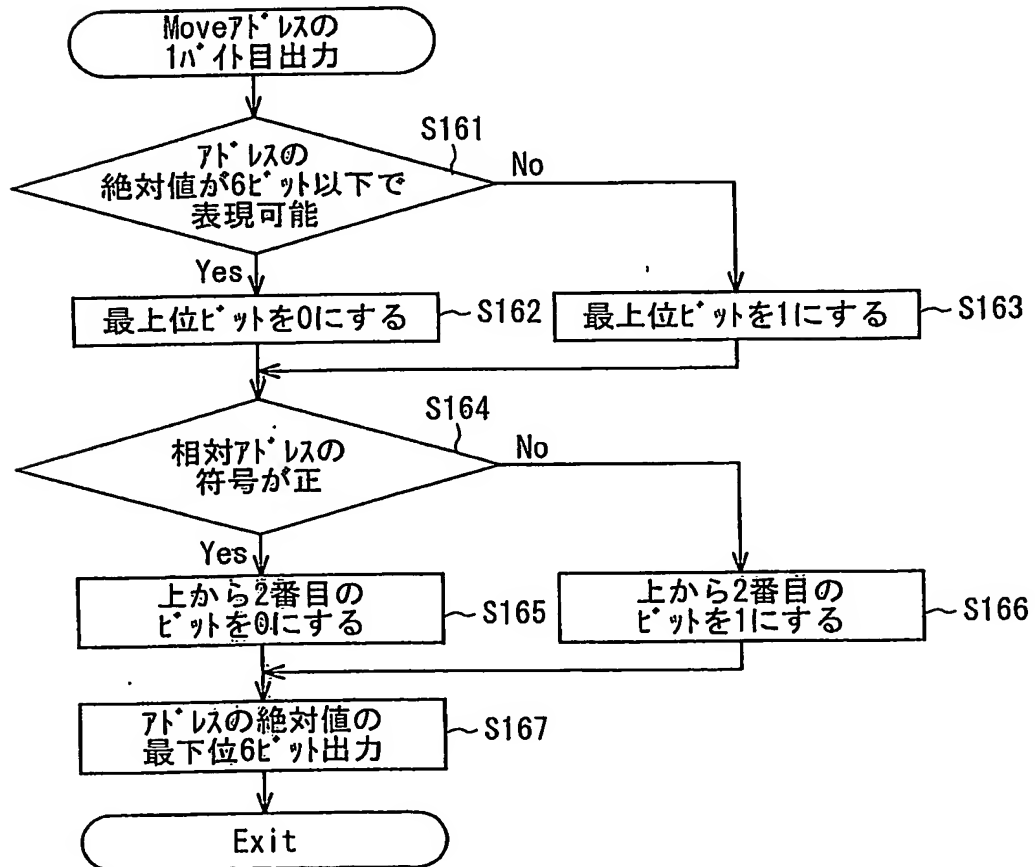 Moveｱﾄﾞﾚｽの
1ﾊﾞｲﾄ目出力
S161
ｱﾄﾞﾚｽの
絶対値が6ﾋﾞｯﾄ以下で
表現可能
No
Yes
最上位ﾋﾞｯﾄを0にする
S162
最上位ﾋﾞｯﾄを1にする
S163
S164
相対ｱﾄﾞﾚｽの
符号が正
No
Yes
上から2番目の
ﾋﾞｯﾄを0にする
S165
上から2番目の
ﾋﾞｯﾄを1にする
S166
ｱﾄﾞﾚｽの絶対値の
最下位6ﾋﾞｯﾄ出力
S167
Exit